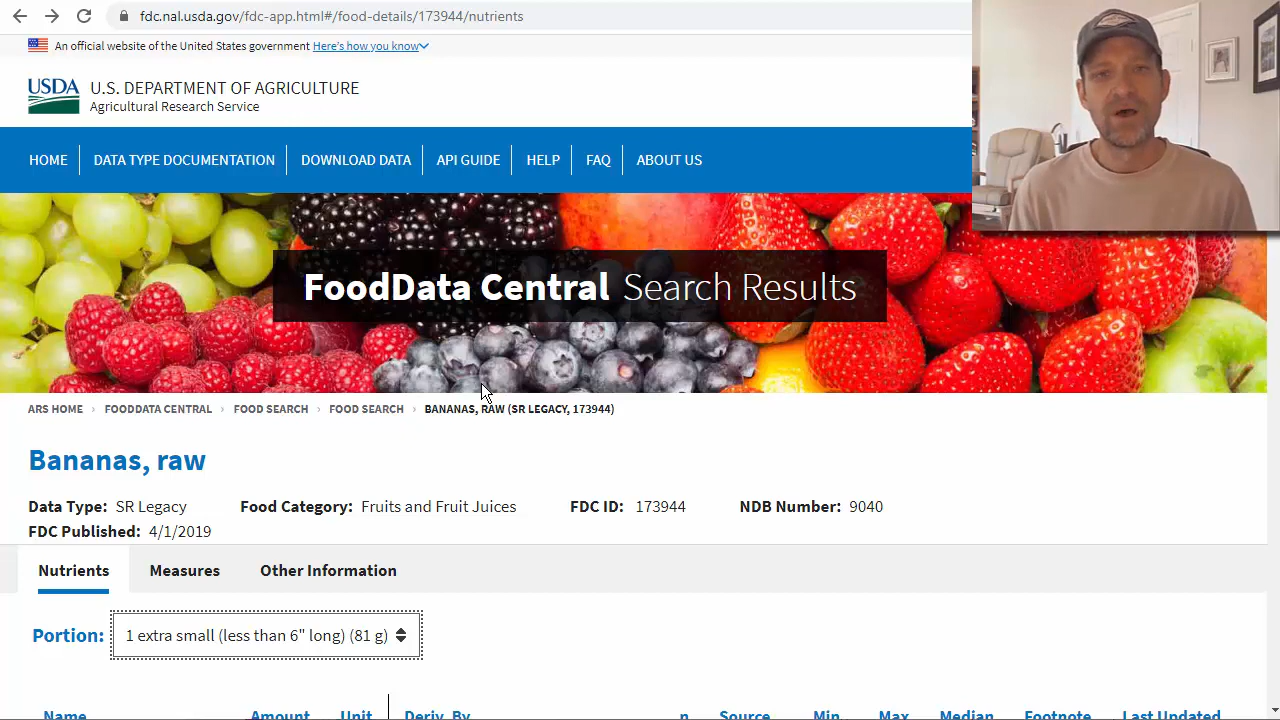 fdc.nal.usda.gov/fdc-app.html#/food-details/173944/nutrients
An official website of the United States government Here's how you know
USDA U.S. DEPARTMENT OF AGRICULTURE
Agricultural Research Service
HOME DATA TYPE DOCUMENTATION DOWNLOAD DATA API GUIDE HELP FAQ ABOUT US
FoodData Central Search Results
ARS HOME › FOODDATA CENTRAL › FOOD SEARCH › FOOD SEARCH › BANANAS, RAW (SR LEGACY, 173944)
Bananas, raw
Data Type: SR Legacy Food Category: Fruits and Fruit Juices FDC ID: 173944 NDB Number: 9040
FDC Published: 4/1/2019
Nutrients Measures Other Information
Portion: 1 extra small (less than 6" long) (81 g)
Name Amount Unit Deriv. By n Source Min. Max Median Footnote Last Updated